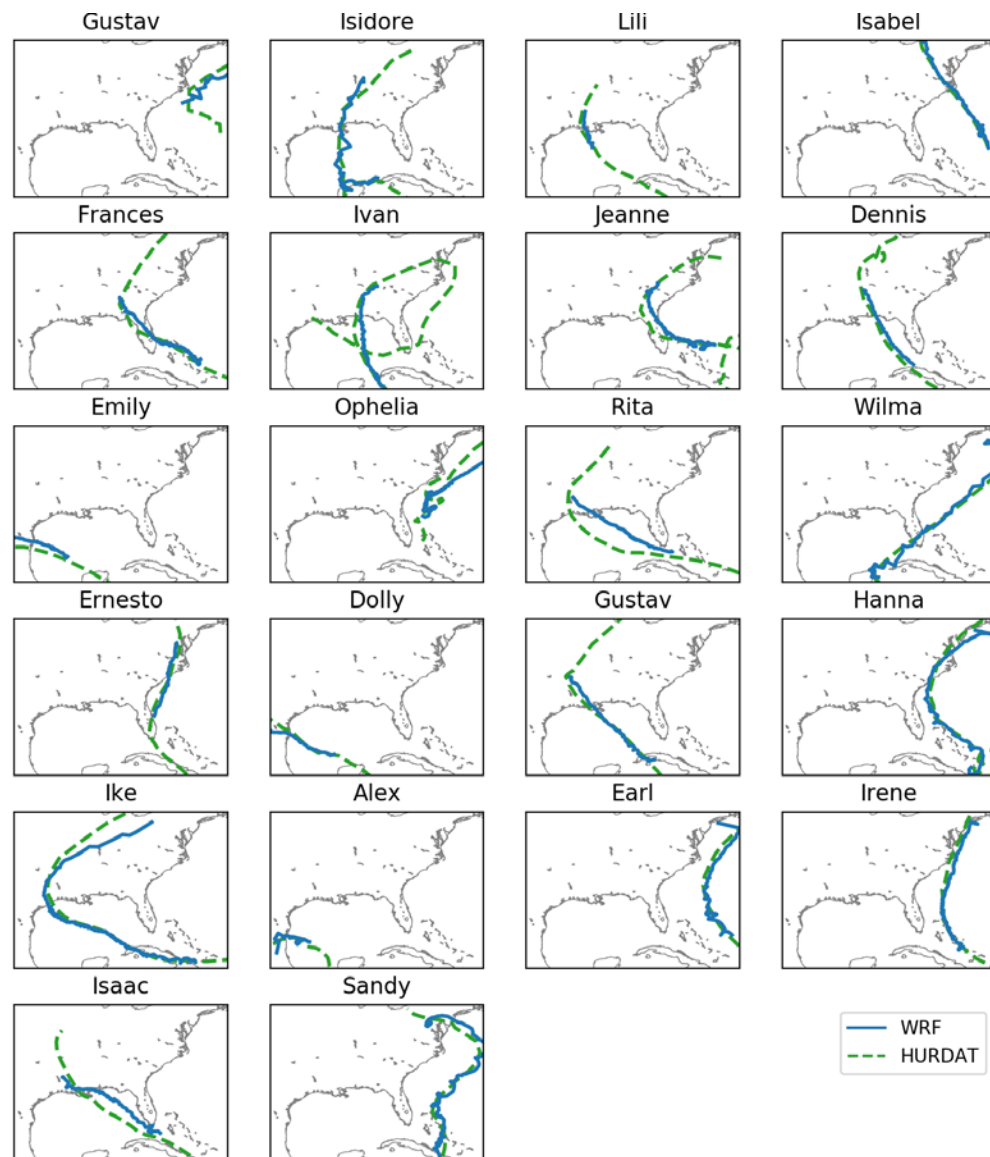 Gustav Isidore Lili Isabel
Frances Ivan Jeanne Dennis
Emily Ophelia Rita Wilma
Ernesto Dolly Gustav Hanna
Ike Alex Earl Irene
Isaac Sandy
WRF
HURDAT